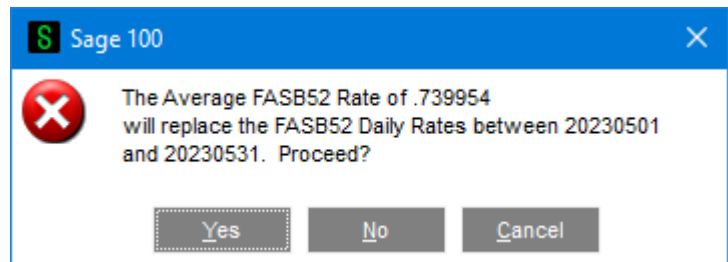 S Sage 100
The Average FASB52 Rate of .739954
will replace the FASB52 Daily Rates between 20230501
and 20230531.  Proceed?
Yes No Cancel